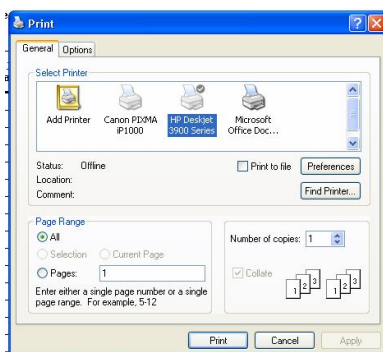 Print
General Options
Select Printer
Add Printer
Canon PIXMA
iP1000
HP Deskjet
3900 Series
Microsoft
Office Doc...
Status: Offline
Location:
Comment:
Print to file
Preferences
Find Printer...
Page Range
All
Selection Current Page
Pages: 1
Enter either a single page number or a single
page range. For example, 5-12
Number of copies: 1
Collate
1 2 3 1 2 3
Print Cancel Apply